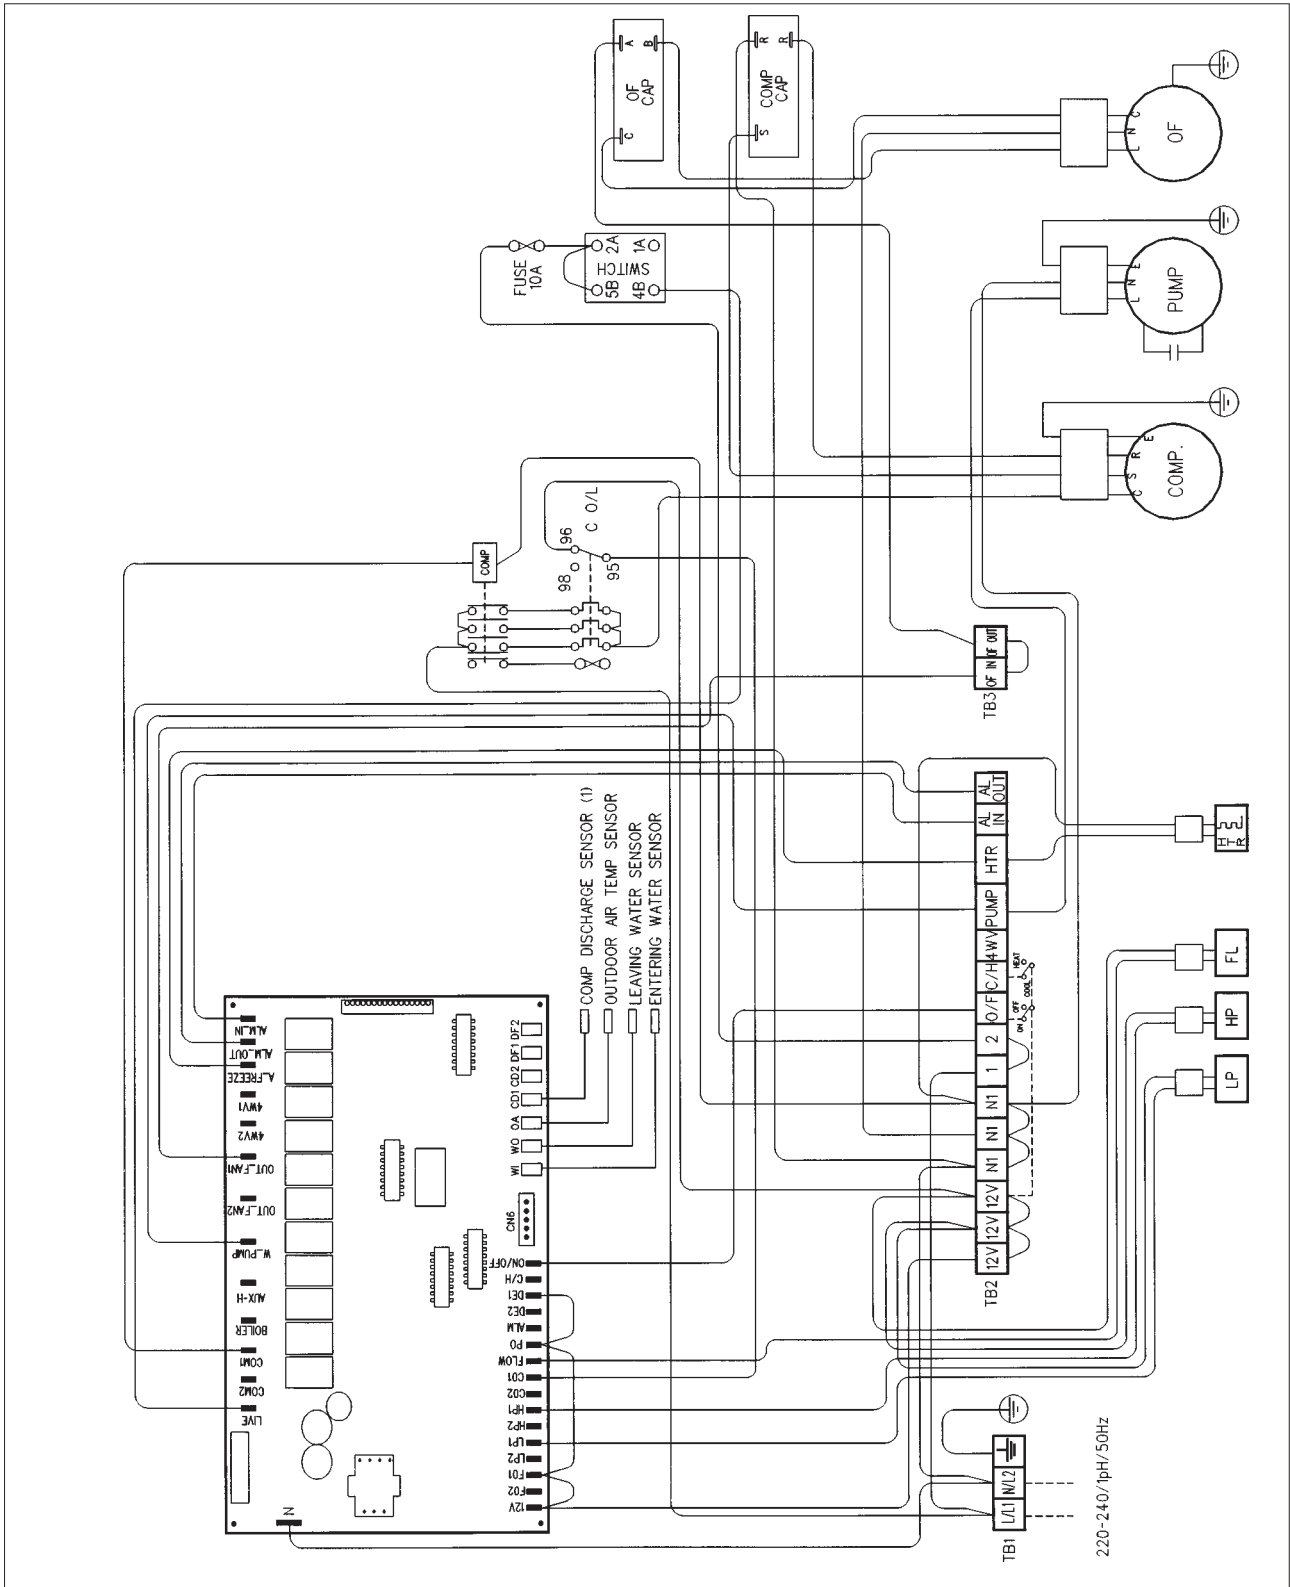 A
B
OF
CAP
C
R
R
COMP
CAP
S
FUSE
10A
2A
1A
SWITCH
5B
4B
L N C
OF
L N E
PUMP
C S R E
COMP.
COMP
98
96
95
C O/L
TB3
OF IN
OF OUT
ALM_IN
ALM_OUT
A_FREEZE
4WV1
4WV2
OUT_FAN1
OUT_FAN2
W_PUMP
AUX-H
BOILER
COM1
COM2
LIVE
N
DF2
DF1
CD2
CD1
OA
WO
WI
CN6
COMP DISCHARGE SENSOR (1)
OUTDOOR AIR TEMP SENSOR
LEAVING WATER SENSOR
ENTERING WATER SENSOR
ON/OFF
C/H
DE1
DE2
ALM
PO
FLOW
CO1
CO2
HP1
HP2
LP1
LP2
FO1
FO2
12V
TB2
12V
12V
12V
N1
N1
N1
1
2
O/F
C/H
4WV
PUMP
HTR
AL
IN
AL
OUT
ON
OFF
COOL
HEAT
HTR
FL
HP
LP
TB1
L/L1
N/L2
220-240/1pH/50Hz